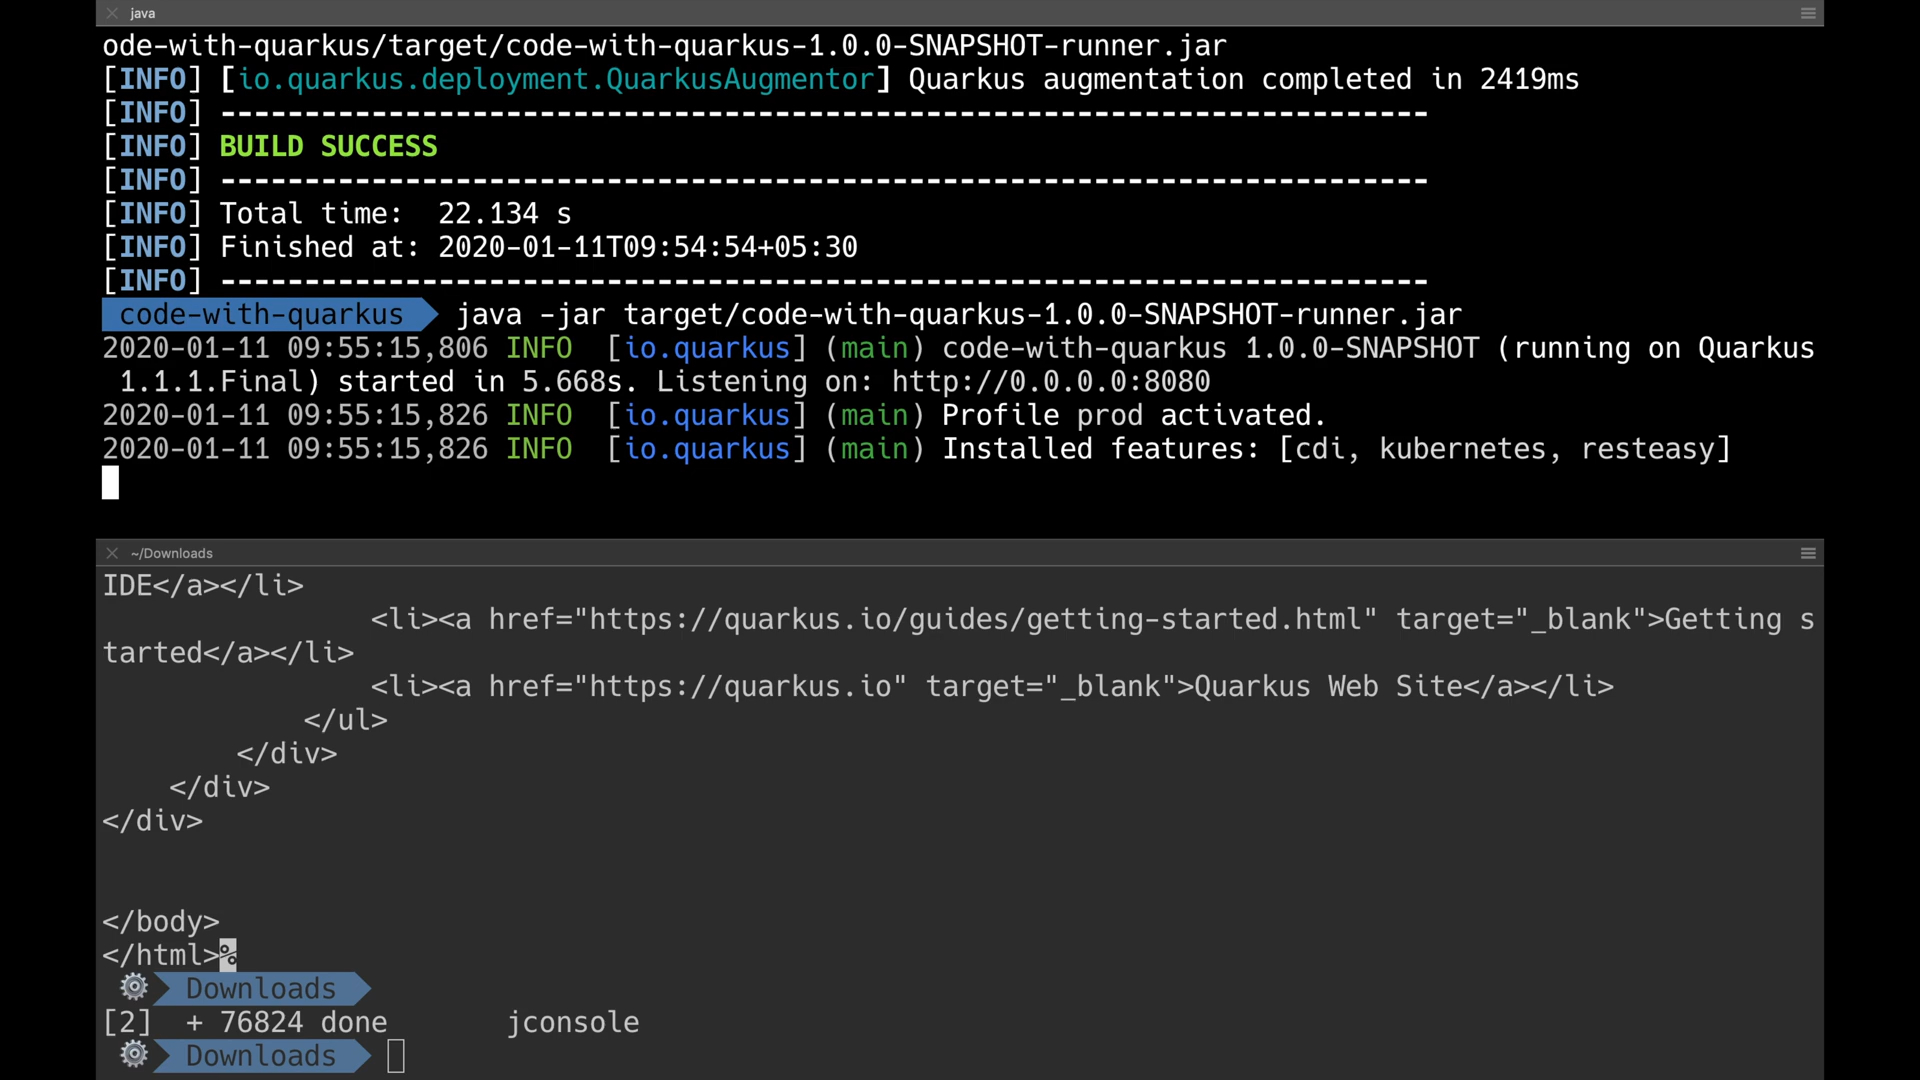 java
ode-with-quarkus/target/code-with-quarkus-1.0.0-SNAPSHOT-runner.jar
[INFO] [io.quarkus.deployment.QuarkusAugmentor] Quarkus augmentation completed in 2419ms
[INFO] ------------------------------------------------------------------------
[INFO] BUILD SUCCESS
[INFO] ------------------------------------------------------------------------
[INFO] Total time:  22.134 s
[INFO] Finished at: 2020-01-11T09:54:54+05:30
[INFO] ------------------------------------------------------------------------
code-with-quarkus java -jar target/code-with-quarkus-1.0.0-SNAPSHOT-runner.jar
2020-01-11 09:55:15,806 INFO  [io.quarkus] (main) code-with-quarkus 1.0.0-SNAPSHOT (running on Quarkus
1.1.1.Final) started in 5.668s. Listening on: http://0.0.0.0:8080
2020-01-11 09:55:15,826 INFO  [io.quarkus] (main) Profile prod activated.
2020-01-11 09:55:15,826 INFO  [io.quarkus] (main) Installed features: [cdi, kubernetes, resteasy]
~/Downloads
IDE</a></li>
<li><a href="https://quarkus.io/guides/getting-started.html" target="_blank">Getting s
tarted</a></li>
<li><a href="https://quarkus.io" target="_blank">Quarkus Web Site</a></li>
</ul>
</div>
</div>
</div>
</body>
</html>%
Downloads
[2]  + 76824 done       jconsole
Downloads